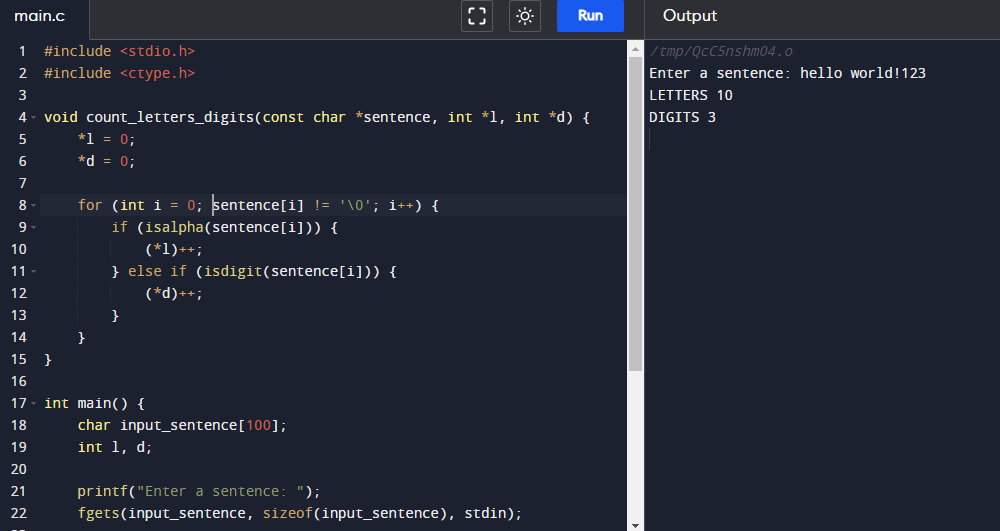 main.c
Run
Output
1 #include <stdio.h>
2 #include <ctype.h>
3
4 void count_letters_digits(const char *sentence, int *l, int *d) {
5     *l = 0;
6     *d = 0;
7
8     for (int i = 0; sentence[i] != '\0'; i++) {
9         if (isalpha(sentence[i])) {
10             (*l)++;
11         } else if (isdigit(sentence[i])) {
12             (*d)++;
13         }
14     }
15 }
16
17 int main() {
18     char input_sentence[100];
19     int l, d;
20
21     printf("Enter a sentence: ");
22     fgets(input_sentence, sizeof(input_sentence), stdin);
/tmp/QcC5nshm04.o
Enter a sentence: hello world!123
LETTERS 10
DIGITS 3